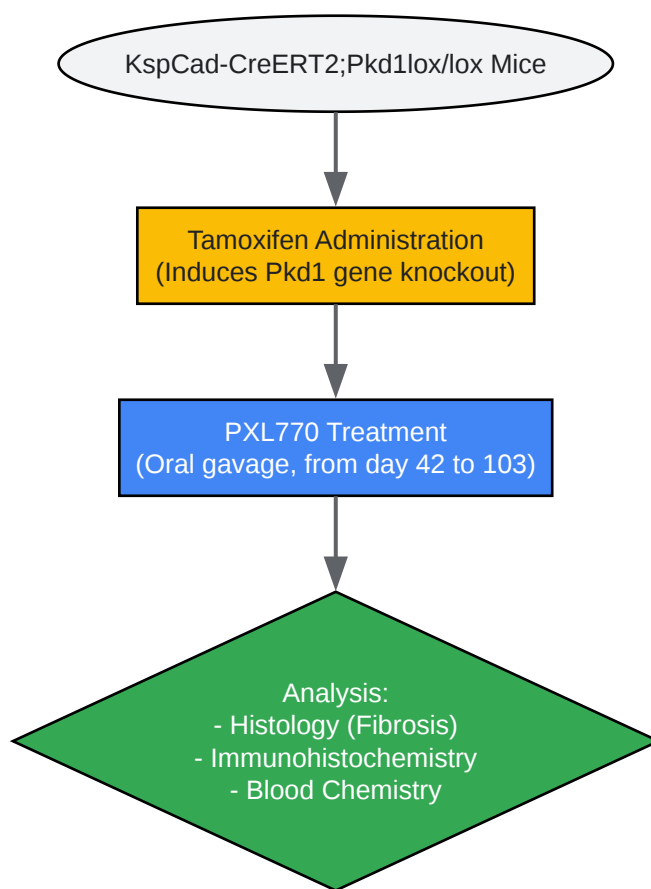 KspCad-CreERT2;Pkd1lox/lox Mice
Tamoxifen Administration
(Induces Pkd1 gene knockout)
PXL770 Treatment
(Oral gavage, from day 42 to 103)
Analysis:
- Histology (Fibrosis)
- Immunohistochemistry
- Blood Chemistry